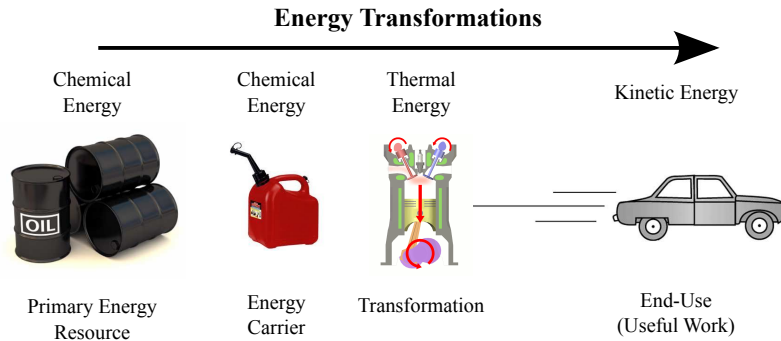 Energy Transformations
Chemical
Energy
Chemical
Energy
Thermal
Energy
Kinetic Energy
OIL
Primary Energy
Resource
Energy
Carrier
Transformation
End-Use
(Useful Work)